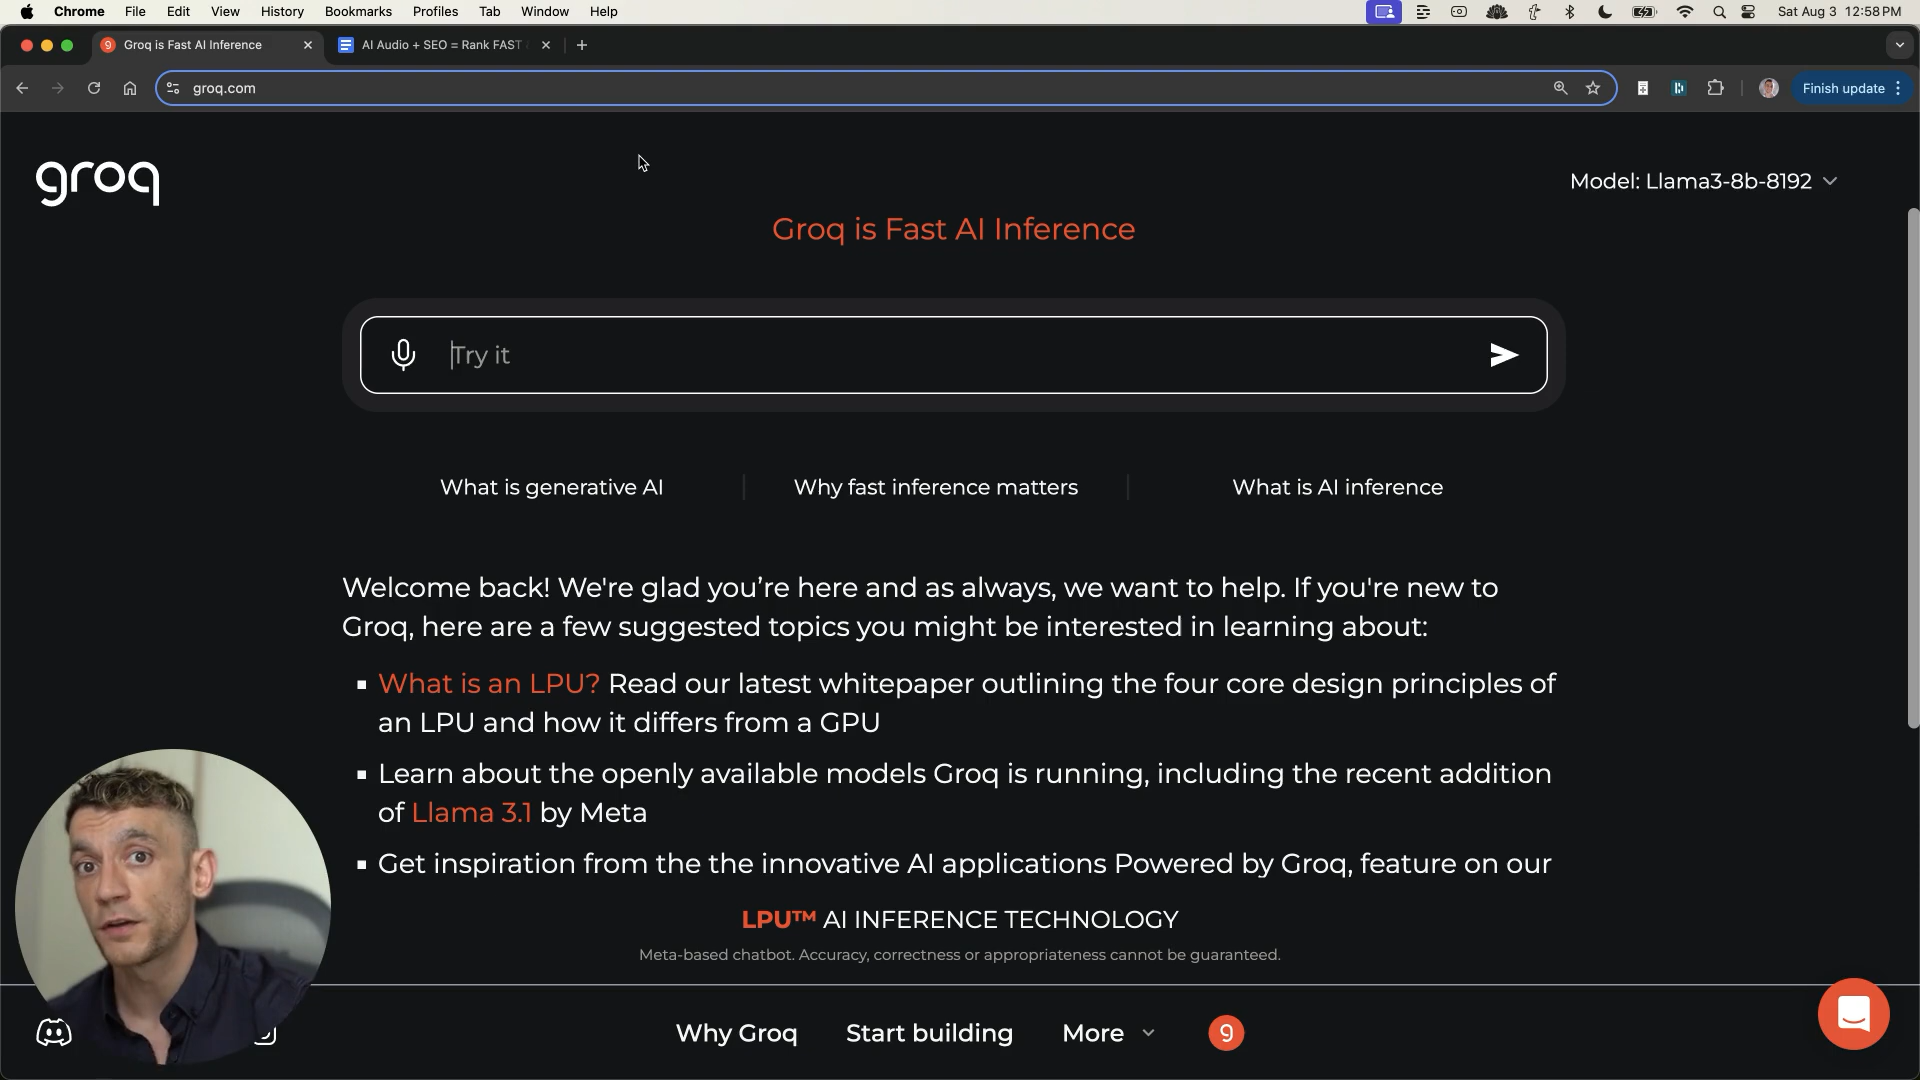 Chrome File Edit View History Bookmarks Profiles Tab Window Help Sat Aug 3 12:58 PM
Groq is Fast AI Inference AI Audio + SEO = Rank FAST
groq.com Finish update
groq
Model: Llama3-8b-8192
Groq is Fast AI Inference
Try it
What is generative AI Why fast inference matters What is AI inference
Welcome back! We're glad you’re here and as always, we want to help. If you're new to
Groq, here are a few suggested topics you might be interested in learning about:
▪ What is an LPU? Read our latest whitepaper outlining the four core design principles of
an LPU and how it differs from a GPU
▪ Learn about the openly available models Groq is running, including the recent addition
of Llama 3.1 by Meta
▪ Get inspiration from the the innovative AI applications Powered by Groq, feature on our
LPU™ AI INFERENCE TECHNOLOGY
Meta-based chatbot. Accuracy, correctness or appropriateness cannot be guaranteed.
Why Groq Start building More